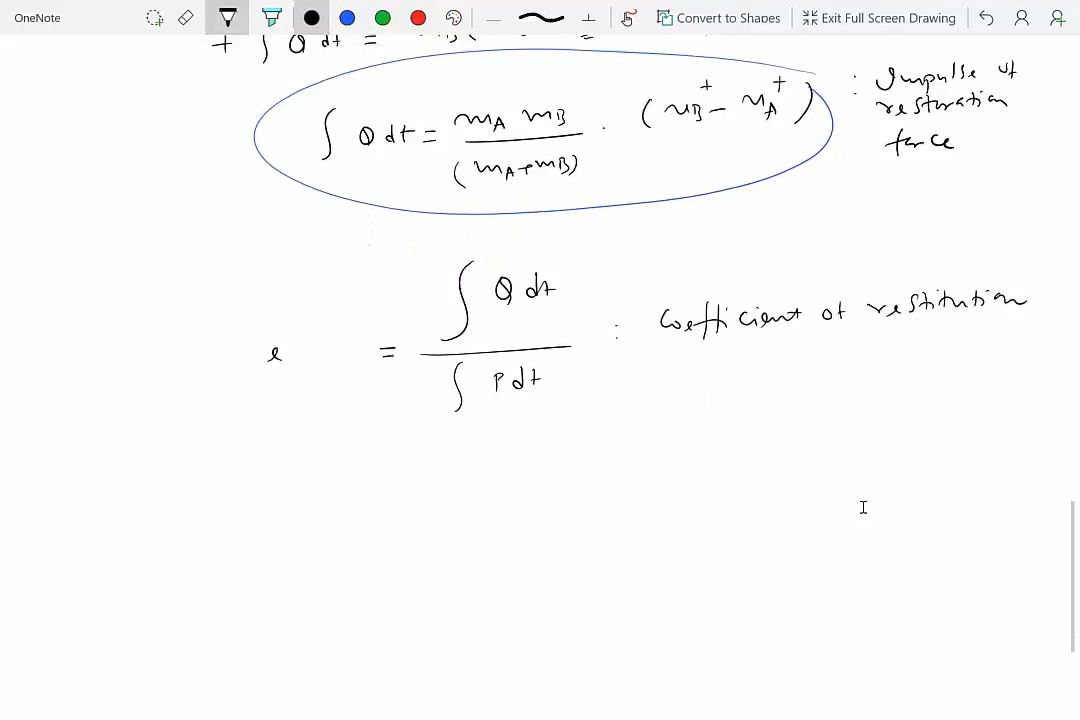 OneNote
Convert to Shapes
Exit Full Screen Drawing
+ ∫ Q dt =
∫ Q dt = mA mB / (mA + mB) . (uB⁺ − uA⁺) : Impulse of restoration force
e = ∫ Q dt / ∫ P dt : Coefficient of restitution